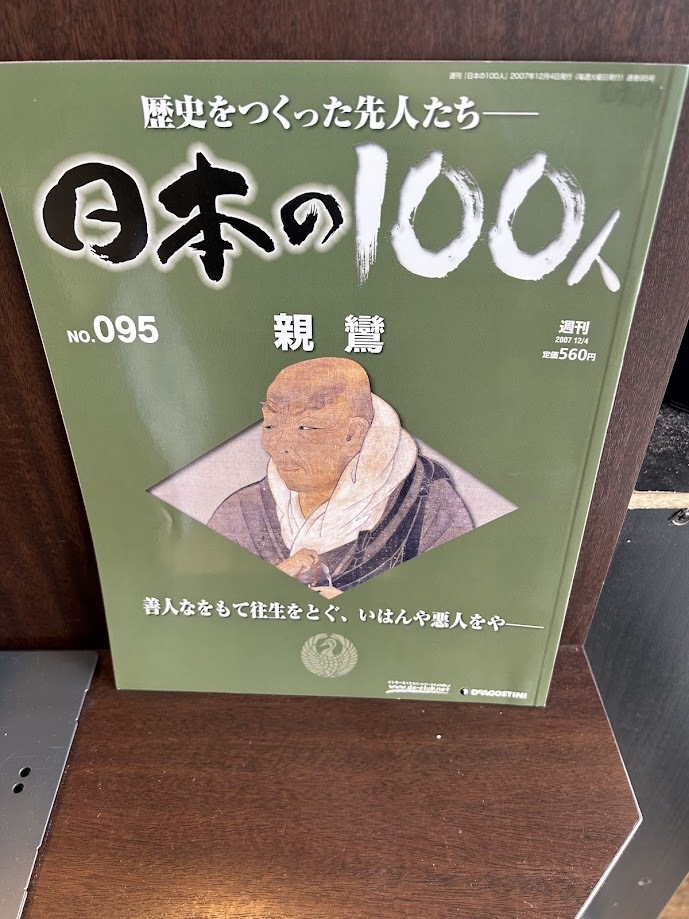 週刊「日本の100人」2007年12月4日発行(毎週火曜日発行)通巻95号
歴史をつくった先人たち──
日本の100人
NO.095
親鸞
週刊
2007 12/4
定価560円
善人なをもて往生をとぐ、いはんや悪人をや──
www.de-club.net
DEAGOSTINI